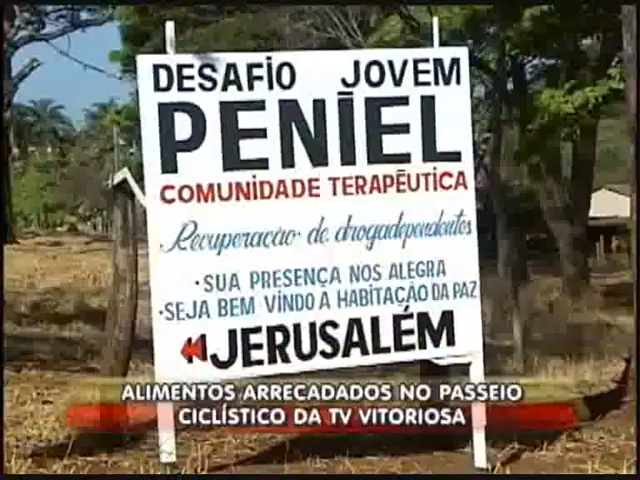 DESAFIO JOVEM
PENIEL
COMUNIDADE TERAPÊUTICA
Recuperação de drogadependentes
•SUA PRESENÇA NOS ALEGRA
•SEJA BEM VINDO A HABITAÇÃO DA PAZ
JERUSALÉM
ALIMENTOS ARRECADADOS NO PASSEIO
CICLÍSTICO DA TV VITORIOSA